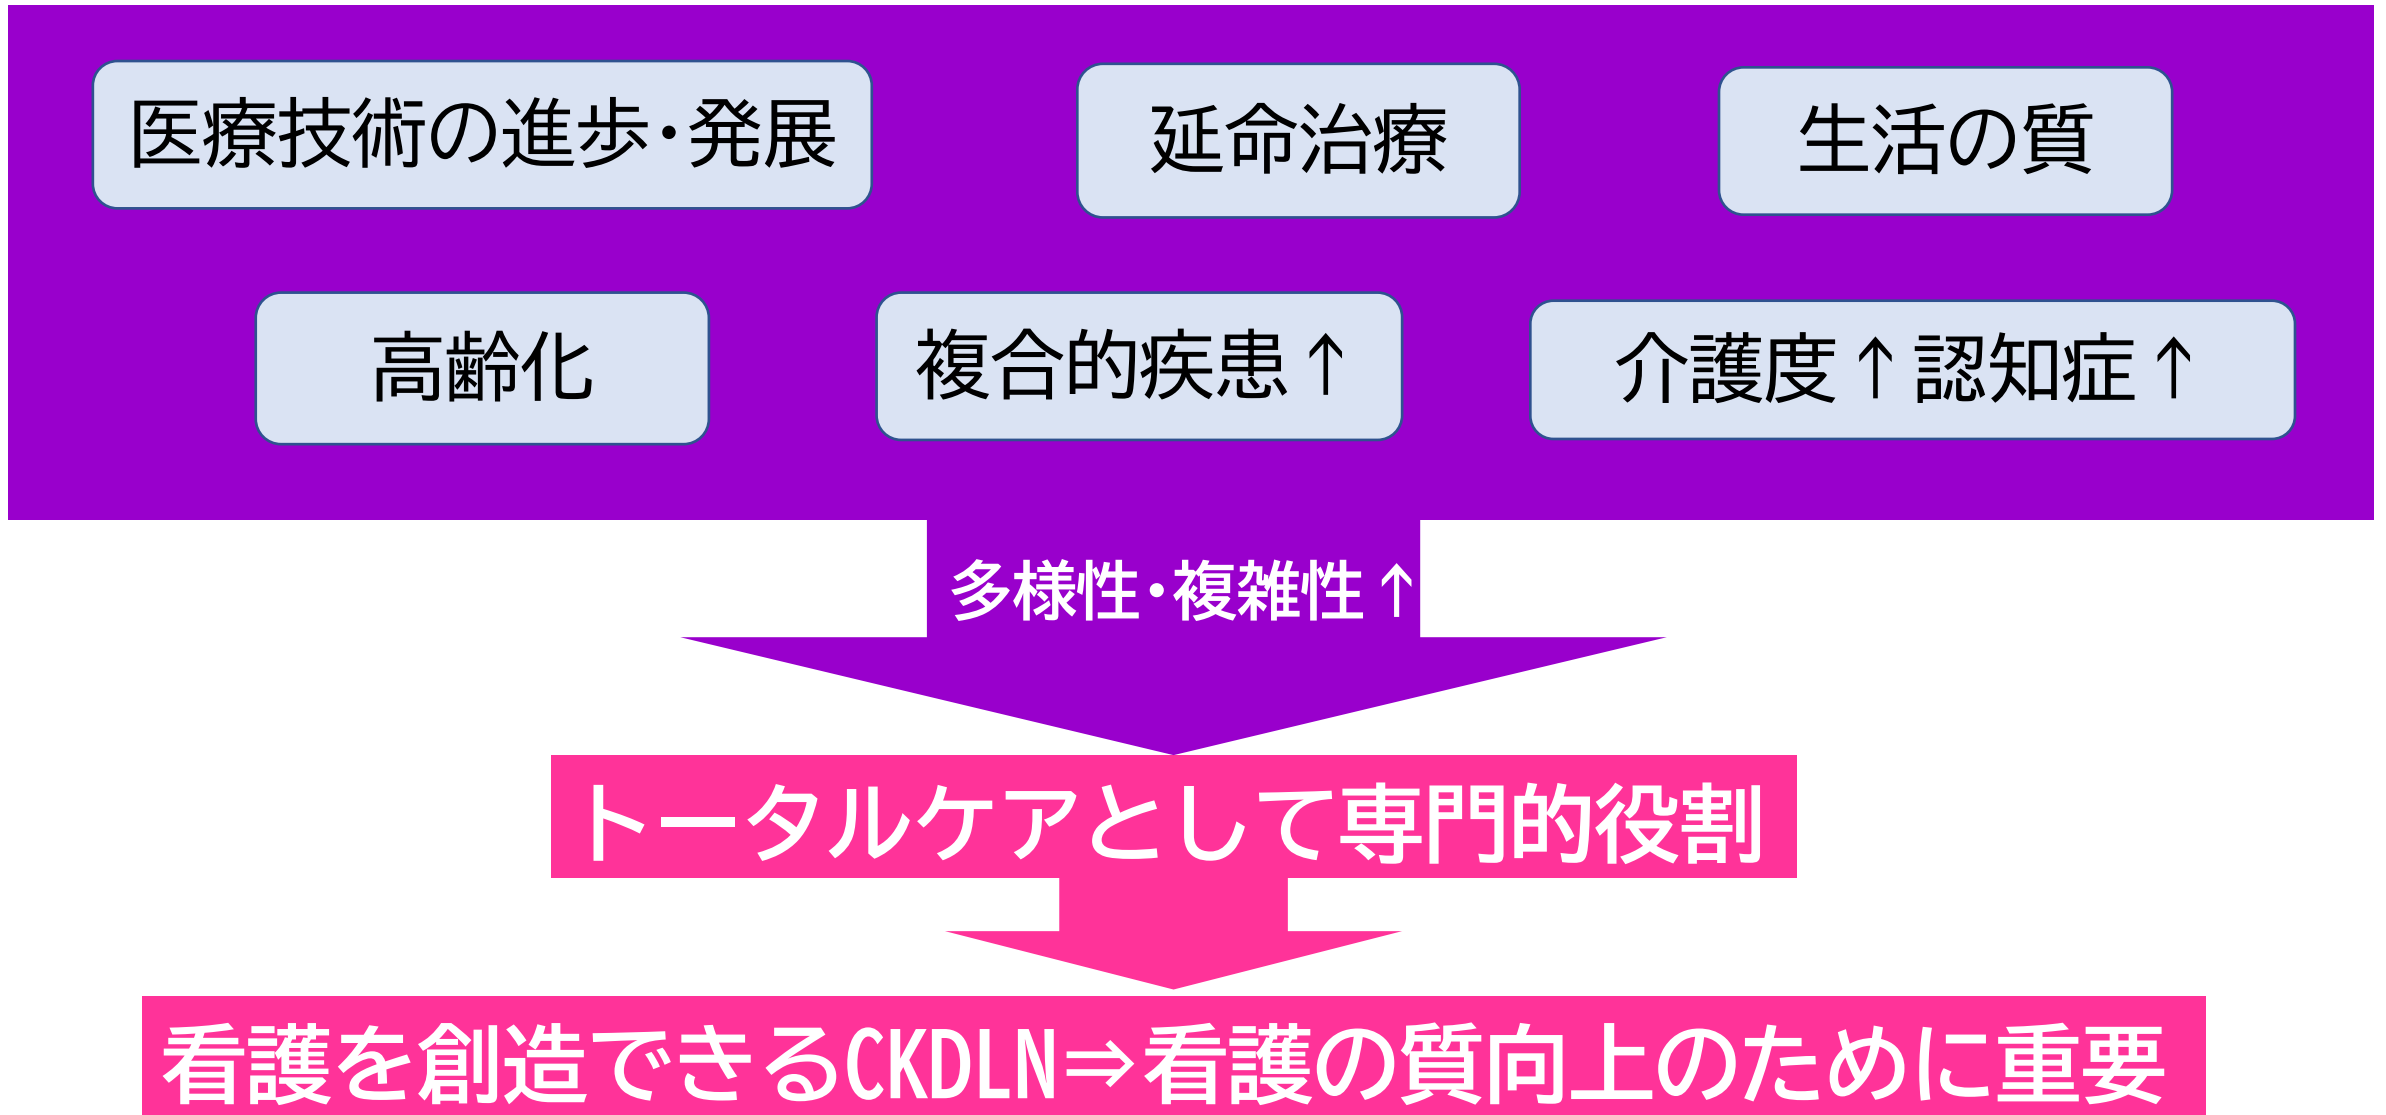 医療技術の進歩・発展
延命治療
生活の質
高齢化
複合的疾患↑
介護度↑認知症↑
多様性・複雑性↑
トータルケアとして専門的役割
看護を創造できるCKDLN⇒看護の質向上のために重要